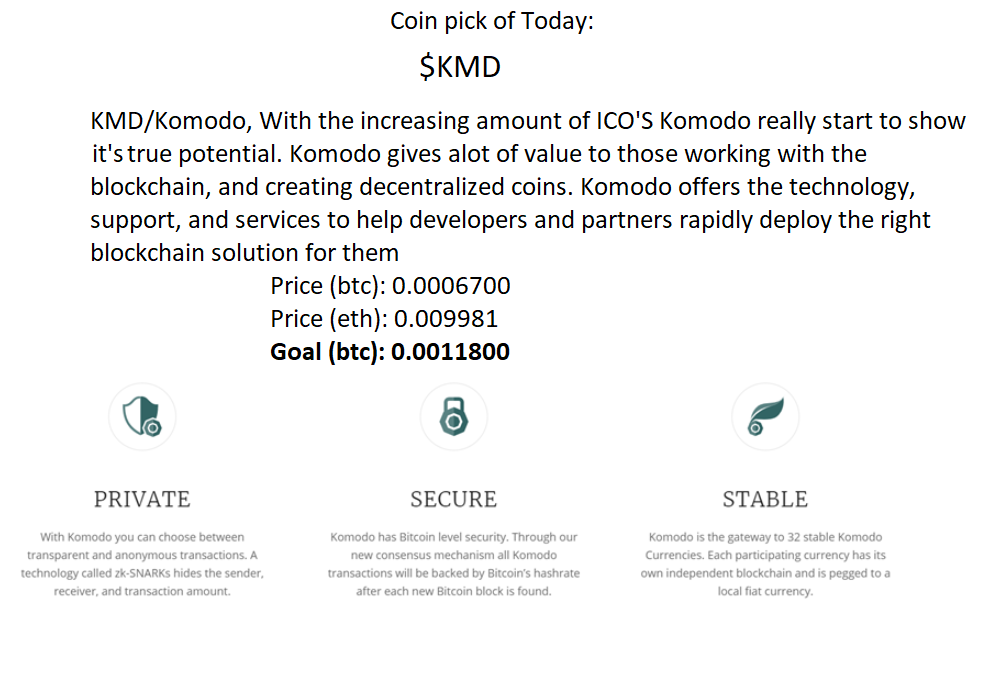 Coin pick of Today:
$KMD
KMD/Komodo, With the increasing amount of ICO'S Komodo really start to show
it's true potential. Komodo gives alot of value to those working with the
blockchain, and creating decentralized coins. Komodo offers the technology,
support, and services to help developers and partners rapidly deploy the right
blockchain solution for them
Price (btc): 0.0006700
Price (eth): 0.009981
Goal (btc): 0.0011800
PRIVATE
With Komodo you can choose between
transparent and anonymous transactions. A
technology called zk-SNARKs hides the sender,
receiver, and transaction amount.
SECURE
Komodo has Bitcoin level security. Through our
new consensus mechanism all Komodo
transactions will be backed by Bitcoin's hashrate
after each new Bitcoin block is found.
STABLE
Komodo is the gateway to 32 stable Komodo
Currencies. Each participating currency has its
own independent blockchain and is pegged to a
local fiat currency.